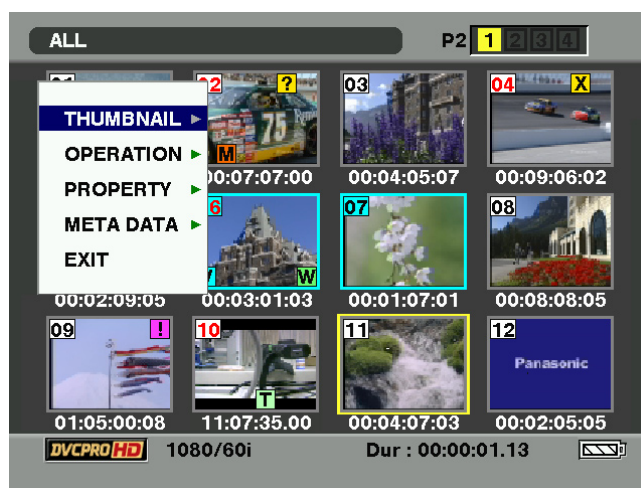 ALL P2 1 2 3 4
2 ? 03 04 X
THUMBNAIL
OPERATION
PROPERTY
META DATA
EXIT
75
M
00:07:07:00 00:04:05:07 00:09:06:02
6 07 08
W
00:02:09:05 00:03:01:03 00:01:07:01 00:08:08:05
09 ! 10 11 12
Panasonic
T
01:05:00:08 11:07:35.00 00:04:07:03 00:02:05:05
DVCPRO HD 1080/60i Dur : 00:00:01.13